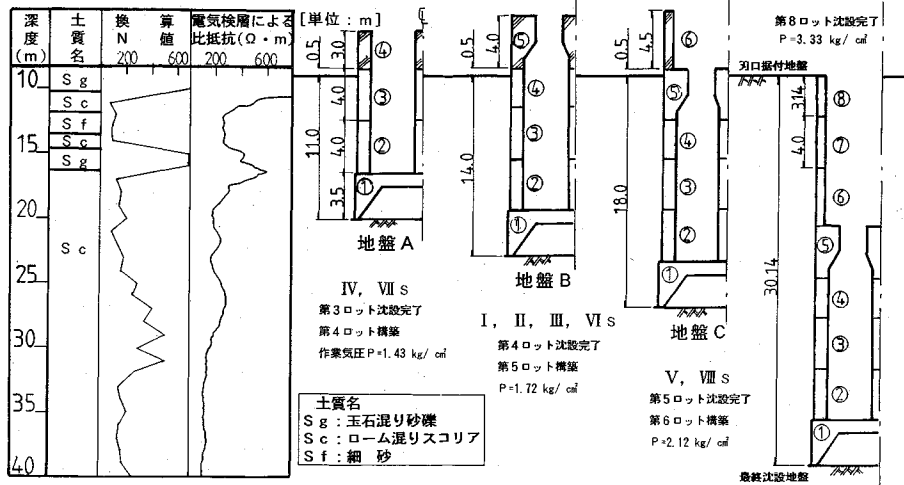 深度(m)
土質名
換算N値
200 600
電気検層による
比抵抗(Ω・m)
200 600
10
15
20
25
30
35
40
Sg
Sc
Sf
Sc
Sg
Sc
[単位:m]
℄
0.5
3.0
4.0
4.0
3.5
11.0
④
③
②
①
地盤A
Ⅳ, Ⅶs
第3ロット沈設完了
第4ロット構築
作業気圧P=1.43 kg/cm²
土質名
Sg:玉石混り砂礫
Sc:ローム混りスコリア
Sf:細 砂
0.5
4.0
14.0
⑤
④
③
②
①
地盤B
Ⅰ, Ⅱ, Ⅲ, Ⅵs
第4ロット沈設完了
第5ロット構築
P=1.72 kg/cm²
0.5
4.5
18.0
⑥
⑤
④
③
②
①
地盤C
Ⅴ, Ⅷs
第5ロット沈設完了
第6ロット構築
P=2.12 kg/cm²
第8ロット沈設完了
P=3.33 kg/cm²
刃口据付地盤
3.14
4.0
30.14
⑧
⑦
⑥
⑤
④
③
②
①
最終沈設地盤